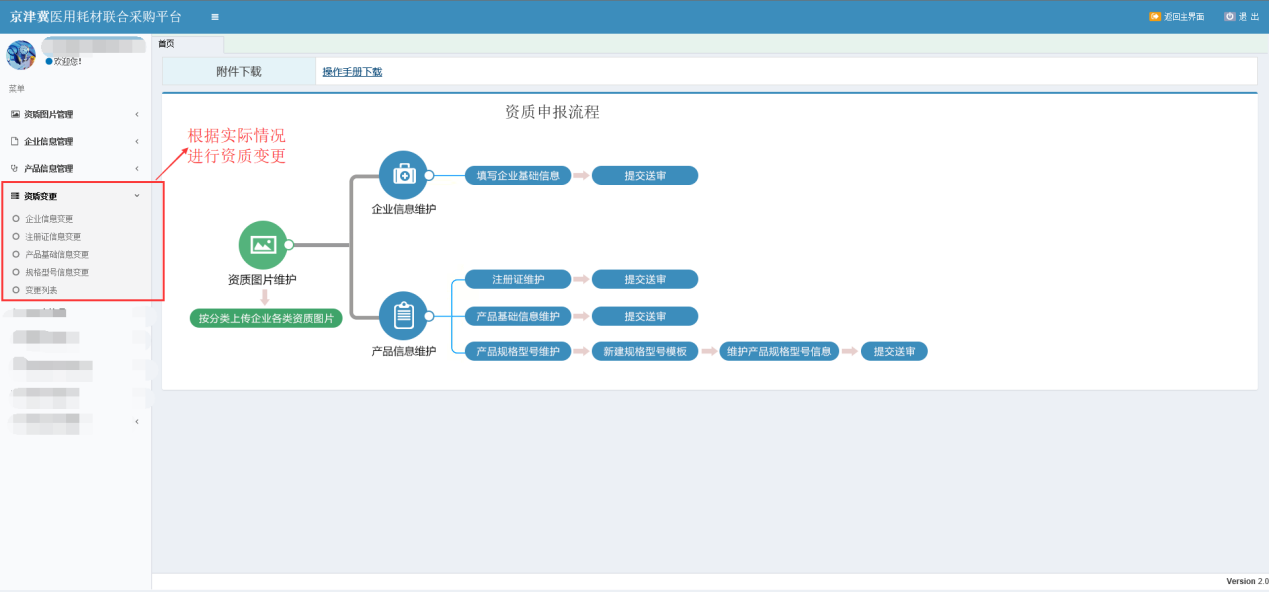 京津冀医用耗材联合采购平台
返回主界面
退 出
欢迎您!
菜单
资质图片管理
企业信息管理
产品信息管理
资质变更
企业信息变更
注册证信息变更
产品基础信息变更
规格型号信息变更
变更列表
首页
附件下载
操作手册下载
资质申报流程
根据实际情况
进行资质变更
填写企业基础信息
提交送审
企业信息维护
资质图片维护
按分类上传企业各类资质图片
注册证维护
提交送审
产品基础信息维护
提交送审
产品信息维护
产品规格型号维护
新建规格型号模板
维护产品规格型号信息
提交送审
Version 2.0